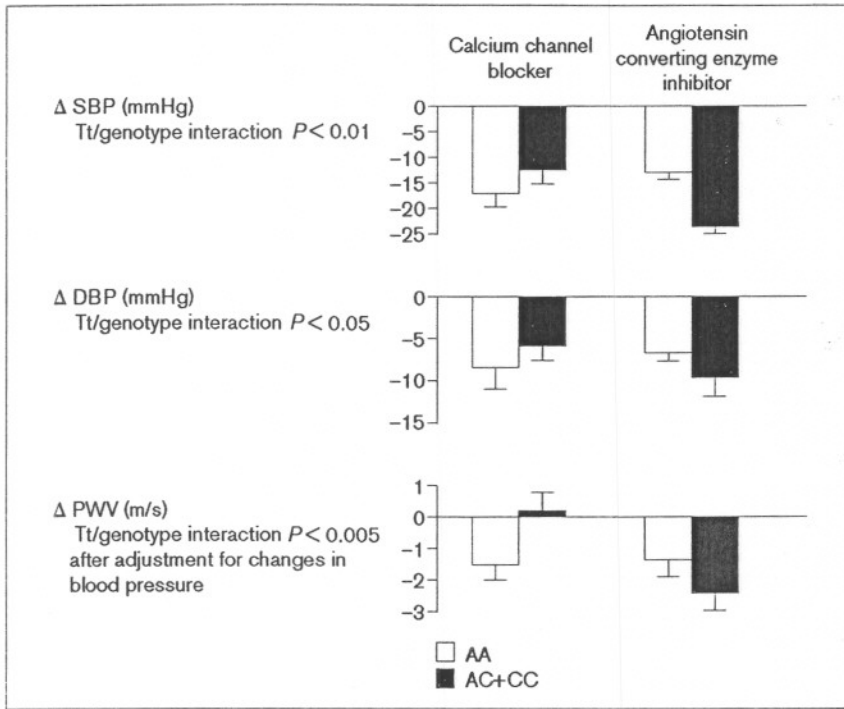 Calcium channel
blocker
Angiotensin
converting enzyme
inhibitor
Δ SBP (mmHg)
Tt/genotype interaction P < 0.01
0
−5
−10
−15
−20
−25
Δ DBP (mmHg)
Tt/genotype interaction P < 0.05
0
−5
−10
−15
Δ PWV (m/s)
Tt/genotype interaction P < 0.005
after adjustment for changes in
blood pressure
1
0
−1
−2
−3
AA
AC+CC